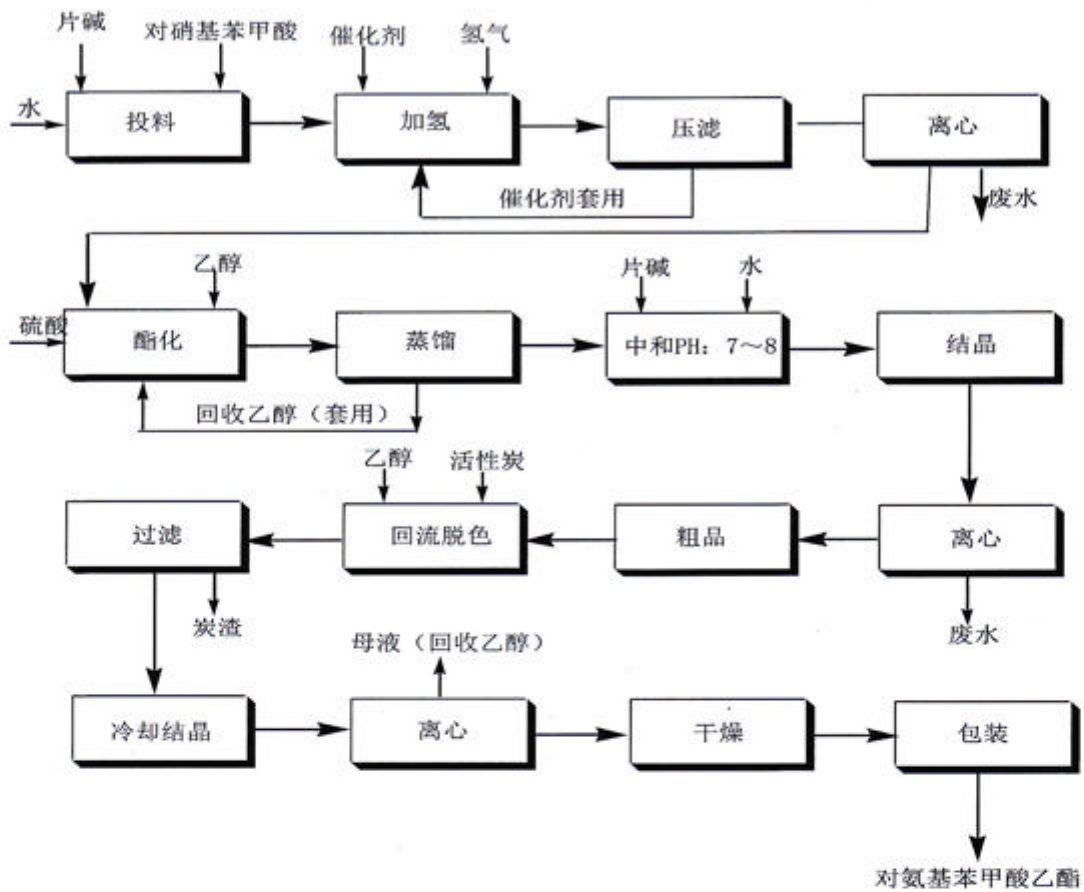 片碱
对硝基苯甲酸
催化剂
氢气
水
投料
加氢
压滤
离心
催化剂套用
废水
乙醇
片碱
水
硫酸
酯化
蒸馏
中和PH：7～8
结晶
回收乙醇（套用）
乙醇
活性炭
过滤
回流脱色
粗品
离心
炭渣
废水
母液（回收乙醇）
冷却结晶
离心
干燥
包装
对氨基苯甲酸乙酯